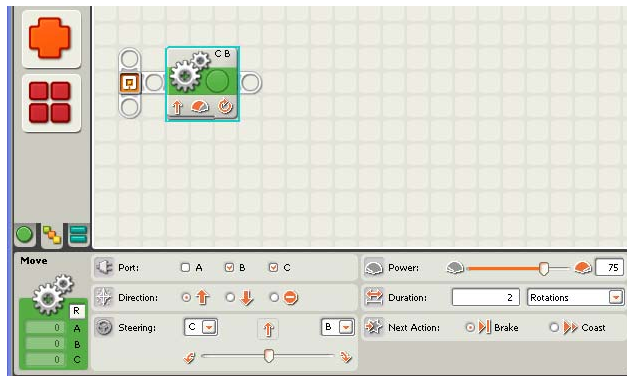 C B
Move
R
0 A
0 B
0 C
Port: A B C
Direction:
Steering: C B
Power: 75
Duration: 2 Rotations
Next Action: Brake Coast